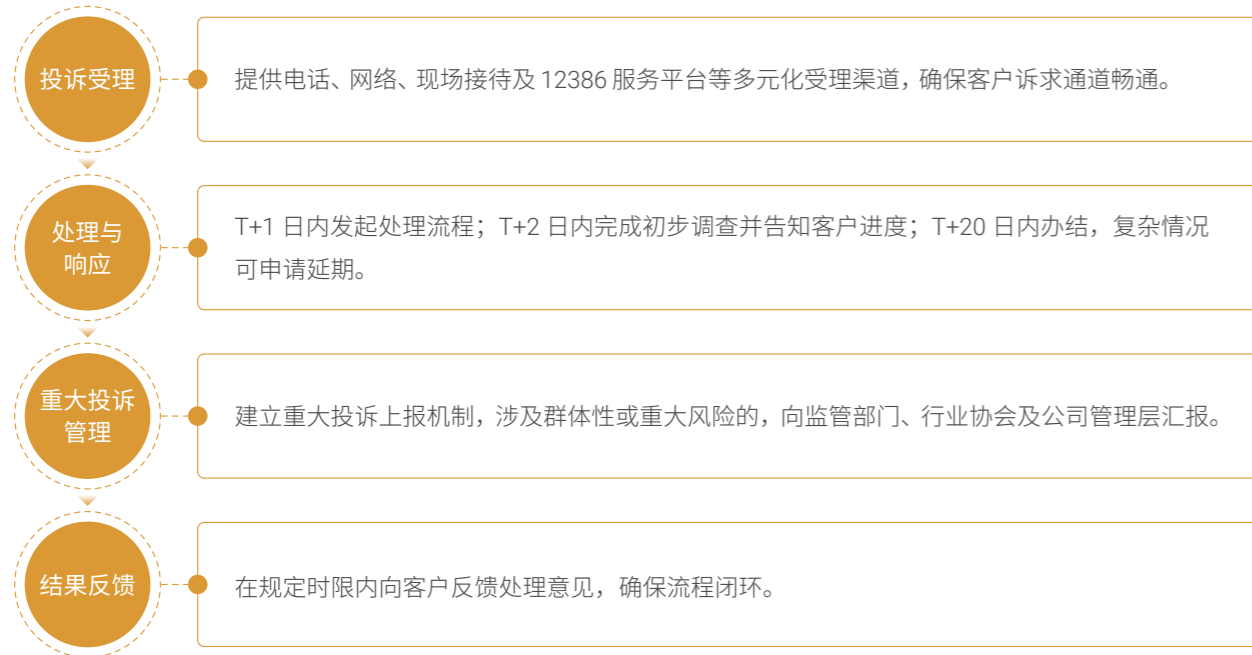 投诉受理
提供电话、网络、现场接待及 12386 服务平台等多元化受理渠道，确保客户诉求通道畅通。
处理与
响应
T+1 日内发起处理流程；T+2 日内完成初步调查并告知客户进度；T+20 日内办结，复杂情况
可申请延期。
重大投诉
管理
建立重大投诉上报机制，涉及群体性或重大风险的，向监管部门、行业协会及公司管理层汇报。
结果反馈
在规定时限内向客户反馈处理意见，确保流程闭环。